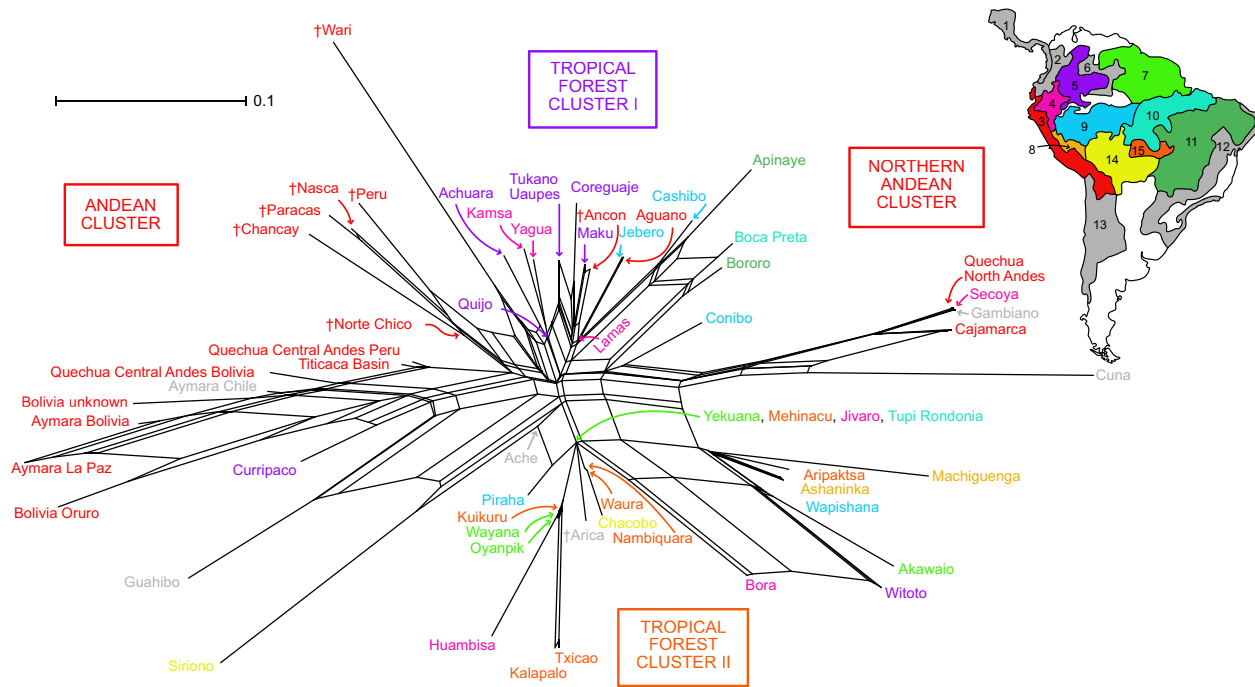 †Wari
TROPICAL
FOREST
CLUSTER I
0.1
ANDEAN
CLUSTER
NORTHERN
ANDEAN
CLUSTER
†Nasca
†Peru
†Paracas
†Chancay
Achuara
Tukano
Uaupes
Kamsa
Yagua
Coreguaje
†Ancon
Maku
Cashibo
Aguano
Jebero
Apinaye
Boca Preta
Bororo
Quijo
Lamas
Conibo
†Norte Chico
Quechua Central Andes Peru
Titicaca Basin
Quechua Central Andes Bolivia
Aymara Chile
Bolivia unknown
Aymara Bolivia
Aymara La Paz
Bolivia Oruro
Quechua
North Andes
Secoya
Gambiano
Cajamarca
Cuna
Yekuana, Mehinacu, Jivaro, Tupi Rondonia
Curripaco
Ache
Piraha
Kuikuru
Wayana
Oyanpik
†Arica
Waura
Chacobo
Nambiquara
Aripaktsa
Ashaninka
Wapishana
Machiguenga
Guahibo
Siriono
Huambisa
Txicao
Kalapalo
Bora
Akawaio
Witoto
TROPICAL
FOREST
CLUSTER II
1
2
6
7
5
4
3
9
10
8
14
15
11
12
13